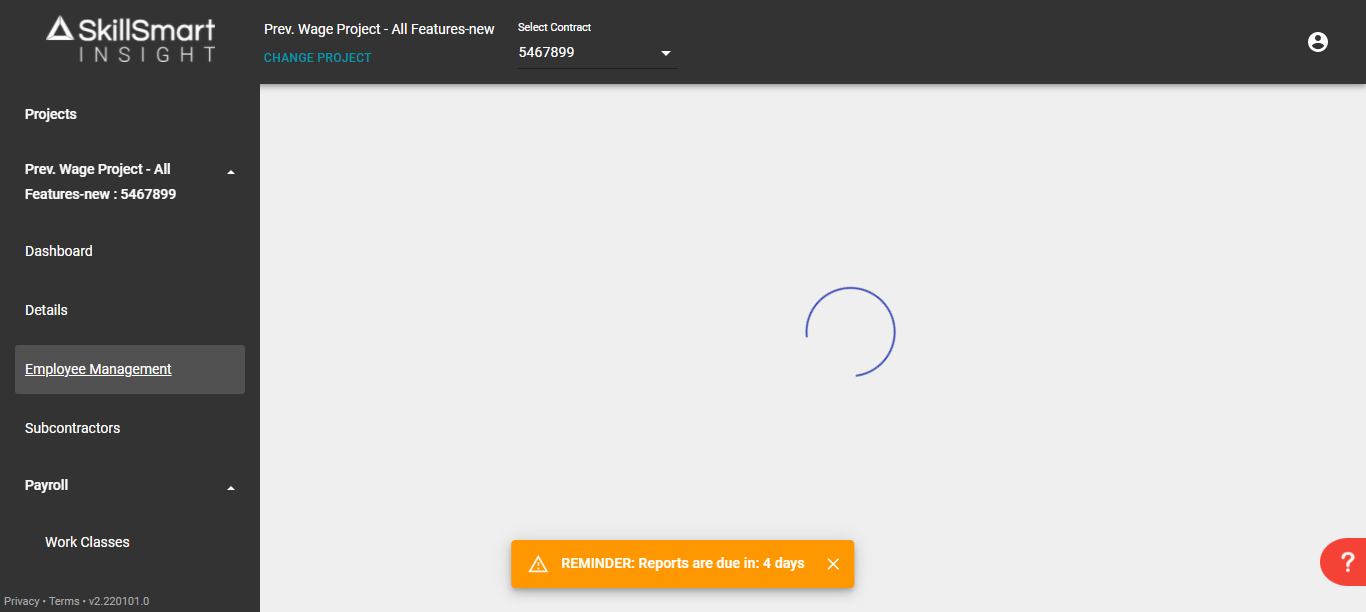 SkillSmart
INSIGHT
Prev. Wage Project - All Features-new
CHANGE PROJECT
Select Contract
5467899
Projects
Prev. Wage Project - All
Features-new : 5467899
Dashboard
Details
Employee Management
Subcontractors
Payroll
Work Classes
REMINDER: Reports are due in: 4 days
?
Privacy • Terms • v2.220101.0